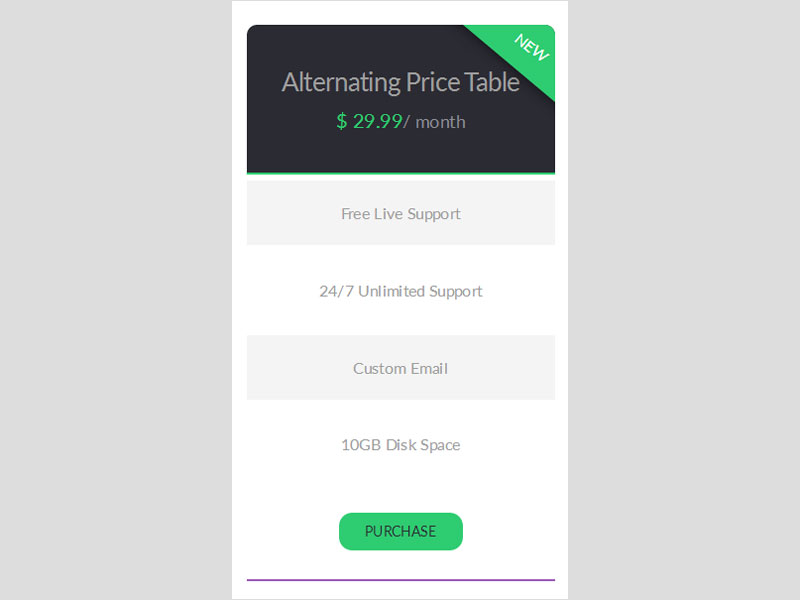 NEW
Alternating Price Table
$ 29.99/ month
Free Live Support
24/7 Unlimited Support
Custom Email
10GB Disk Space
PURCHASE